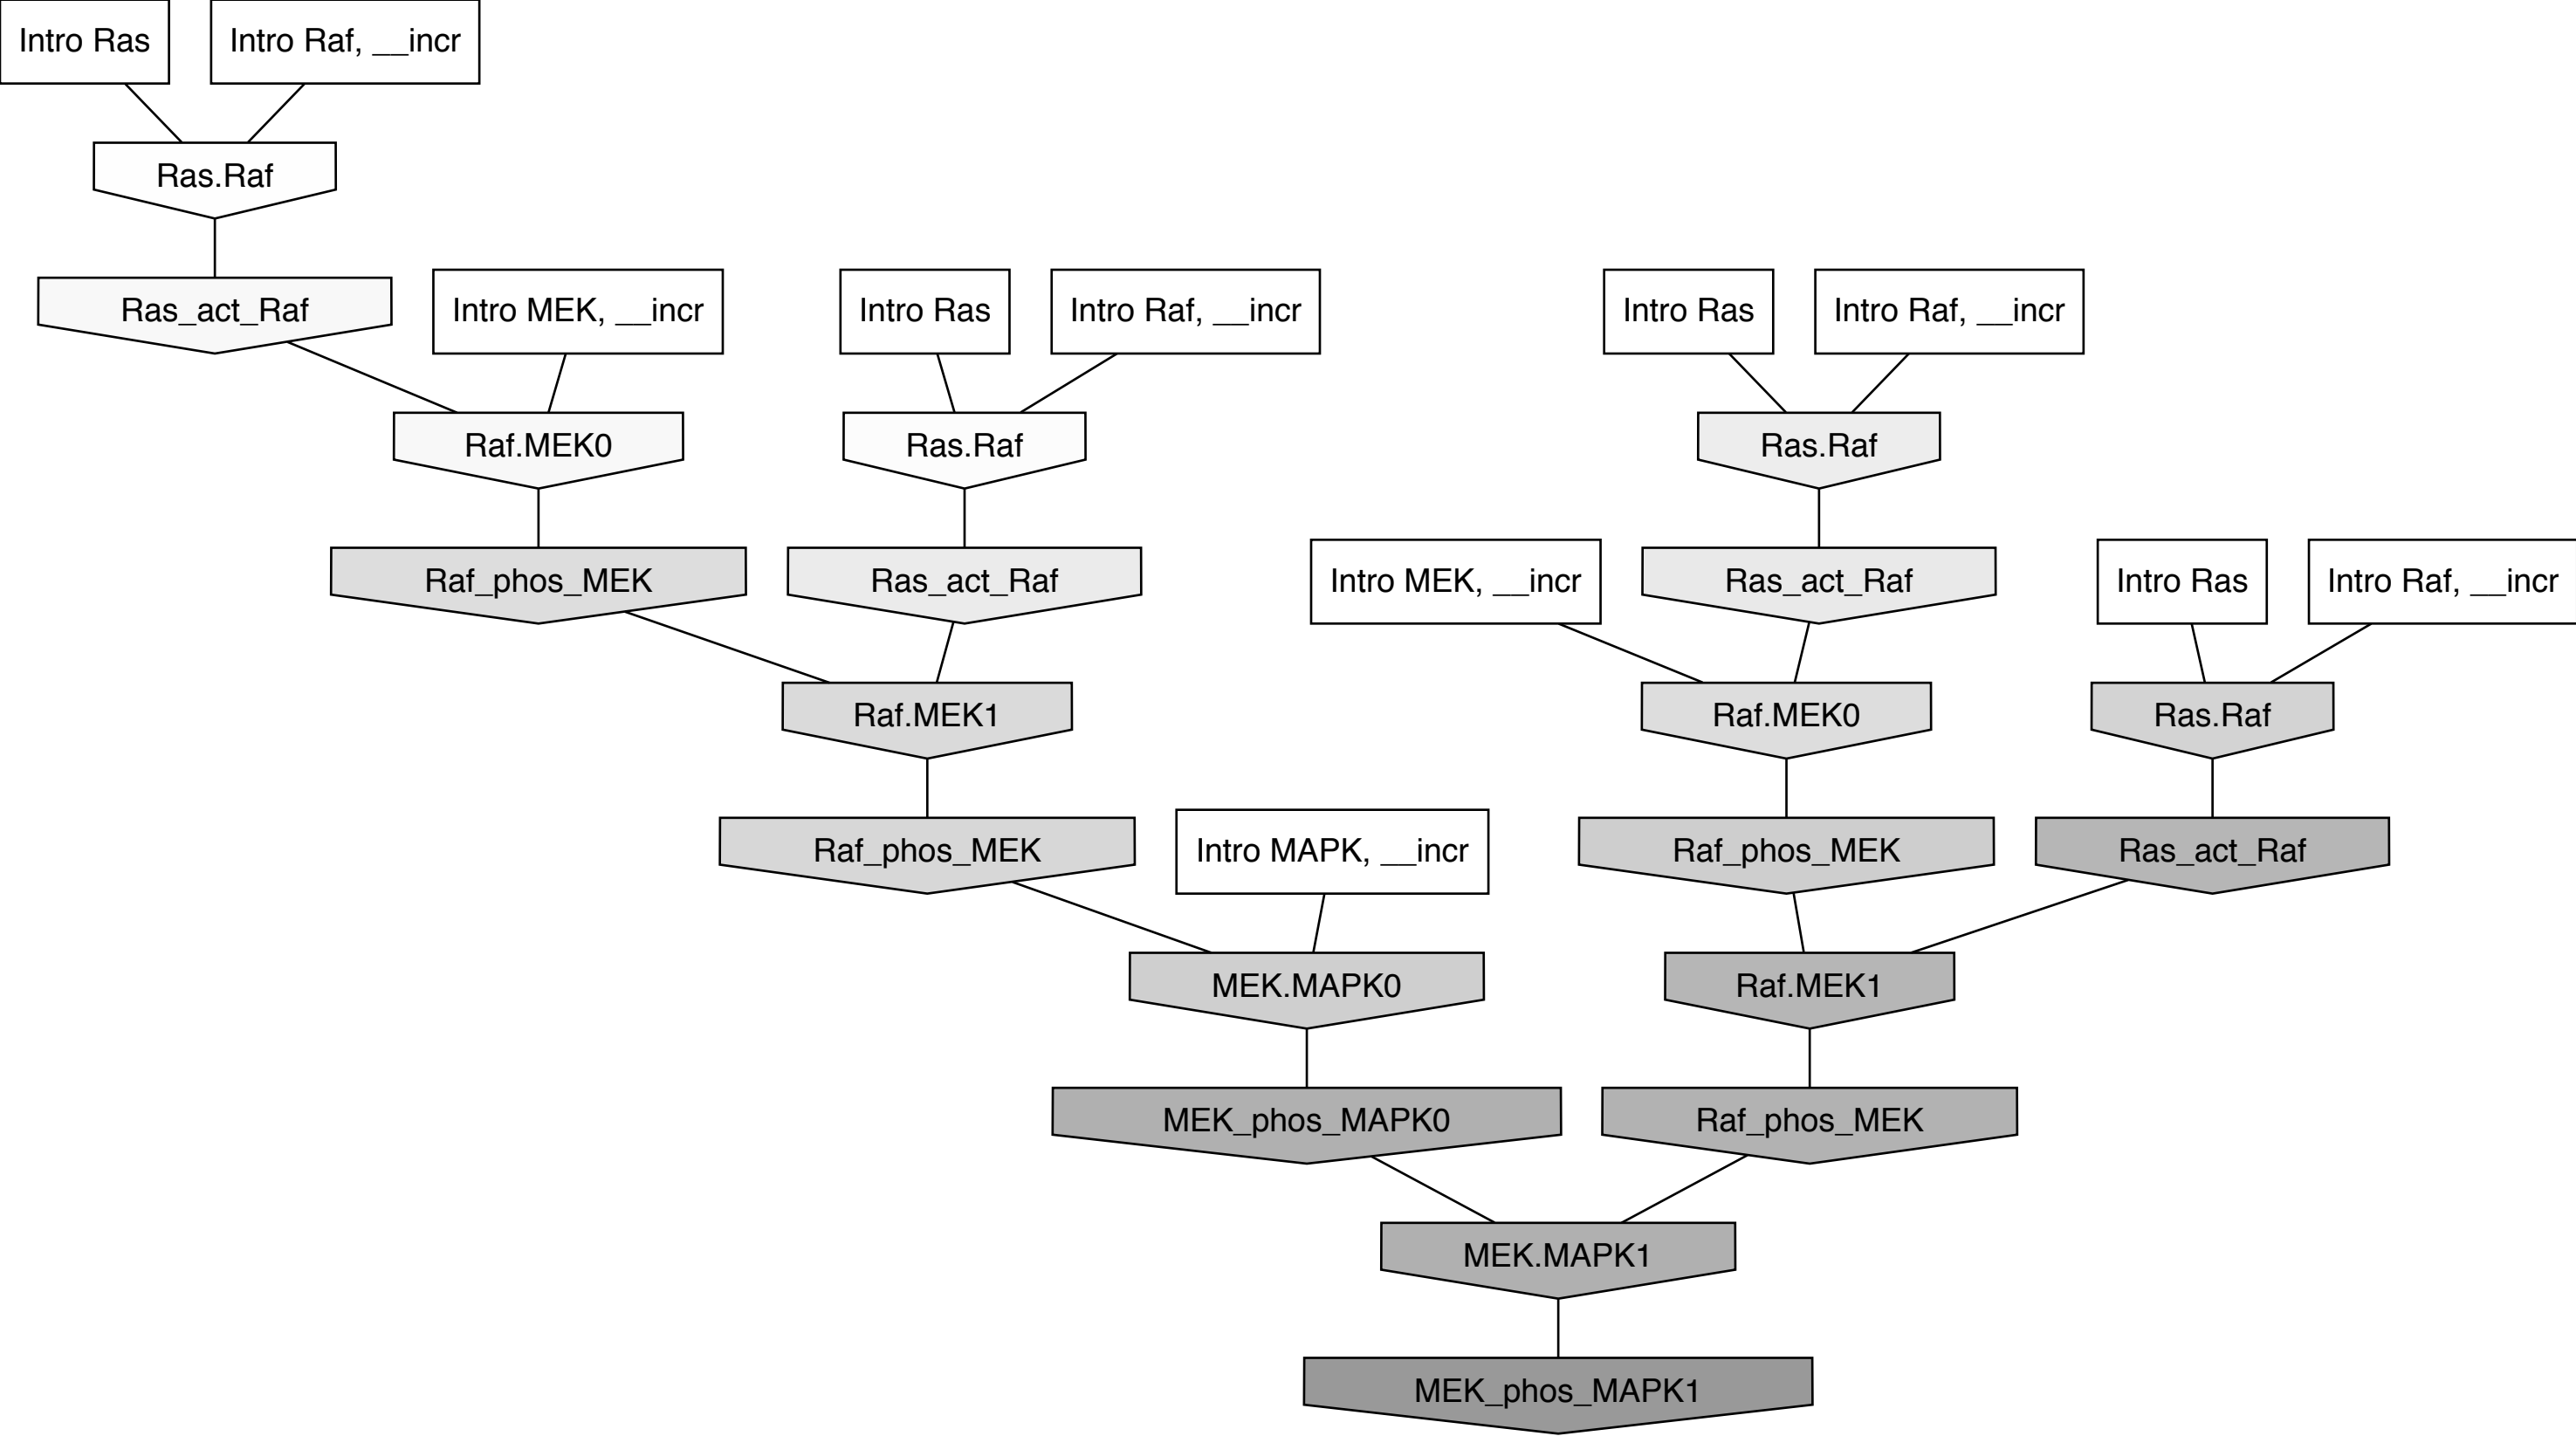 Intro Ras
Intro Raf, __incr
Ras.Raf
Ras_act_Raf
Intro MEK, __incr
Intro Ras
Intro Raf, __incr
Intro Ras
Intro Raf, __incr
Raf.MEK0
Ras.Raf
Ras.Raf
Raf_phos_MEK
Ras_act_Raf
Intro MEK, __incr
Ras_act_Raf
Intro Ras
Intro Raf, __incr
Raf.MEK1
Raf.MEK0
Ras.Raf
Raf_phos_MEK
Intro MAPK, __incr
Raf_phos_MEK
Ras_act_Raf
MEK.MAPK0
Raf.MEK1
MEK_phos_MAPK0
Raf_phos_MEK
MEK.MAPK1
MEK_phos_MAPK1